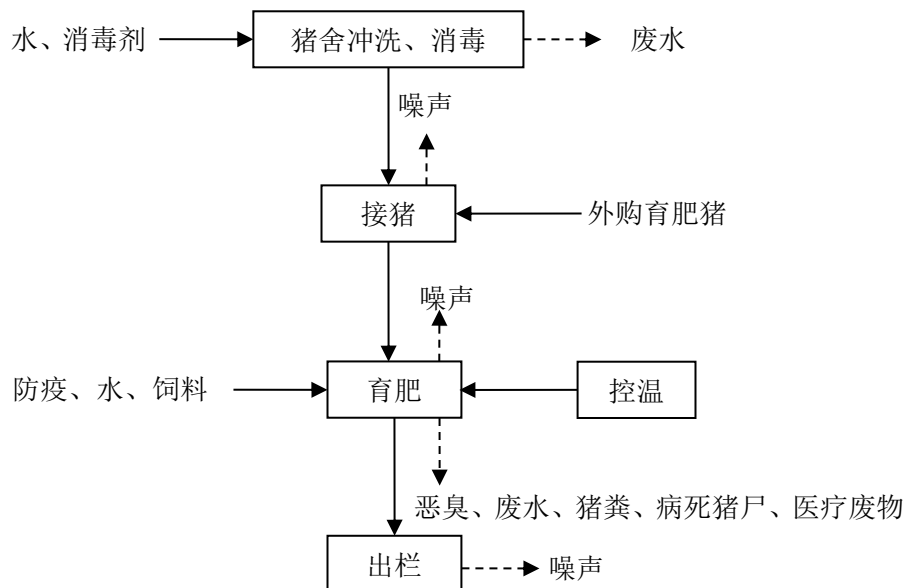 水、消毒剂
猪舍冲洗、消毒
废水
噪声
接猪
外购育肥猪
噪声
防疫、水、饲料
育肥
控温
恶臭、废水、猪粪、病死猪尸、医疗废物
出栏
噪声